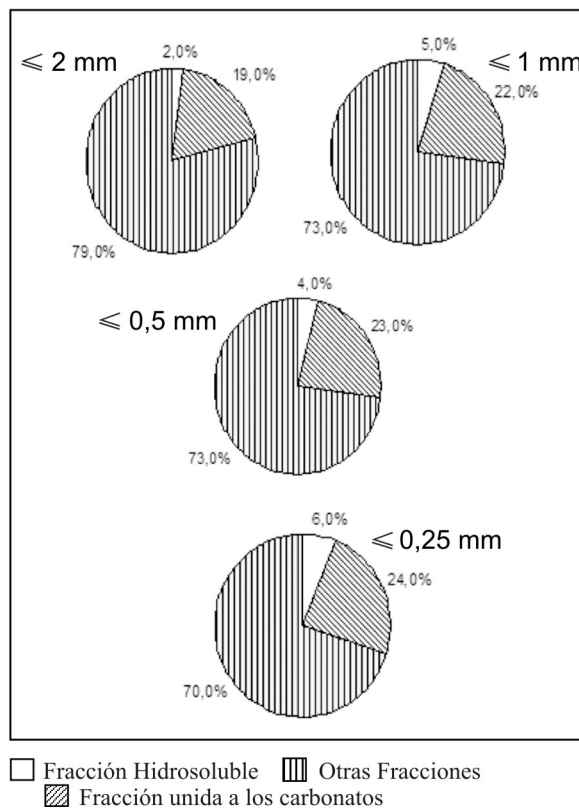 ≤ 2 mm
2,0%
19,0%
79,0%
≤ 1 mm
5,0%
22,0%
73,0%
≤ 0,5 mm
4,0%
23,0%
73,0%
≤ 0,25 mm
6,0%
24,0%
70,0%
Fracción Hidrosoluble Otras Fracciones
Fracción unida a los carbonatos